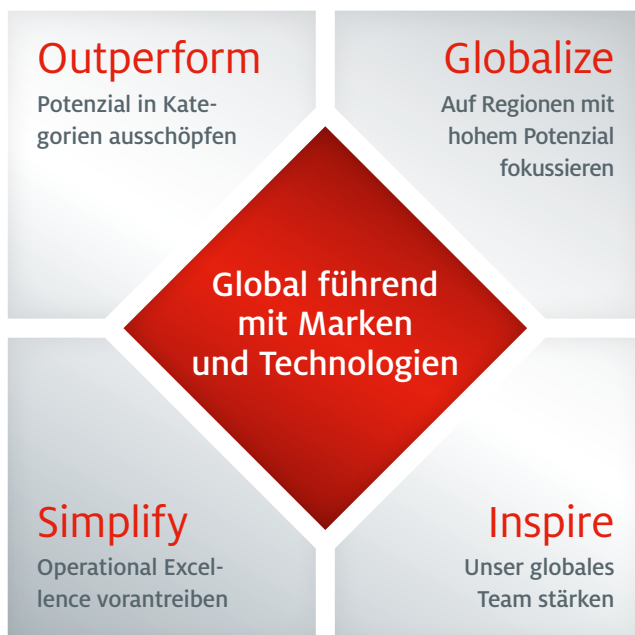 Outperform
Potenzial in Kate-
gorien ausschöpfen
Globalize
Auf Regionen mit
hohem Potenzial
fokussieren
Global führend
mit Marken
und Technologien
Simplify
Operational Excel-
lence vorantreiben
Inspire
Unser globales
Team stärken